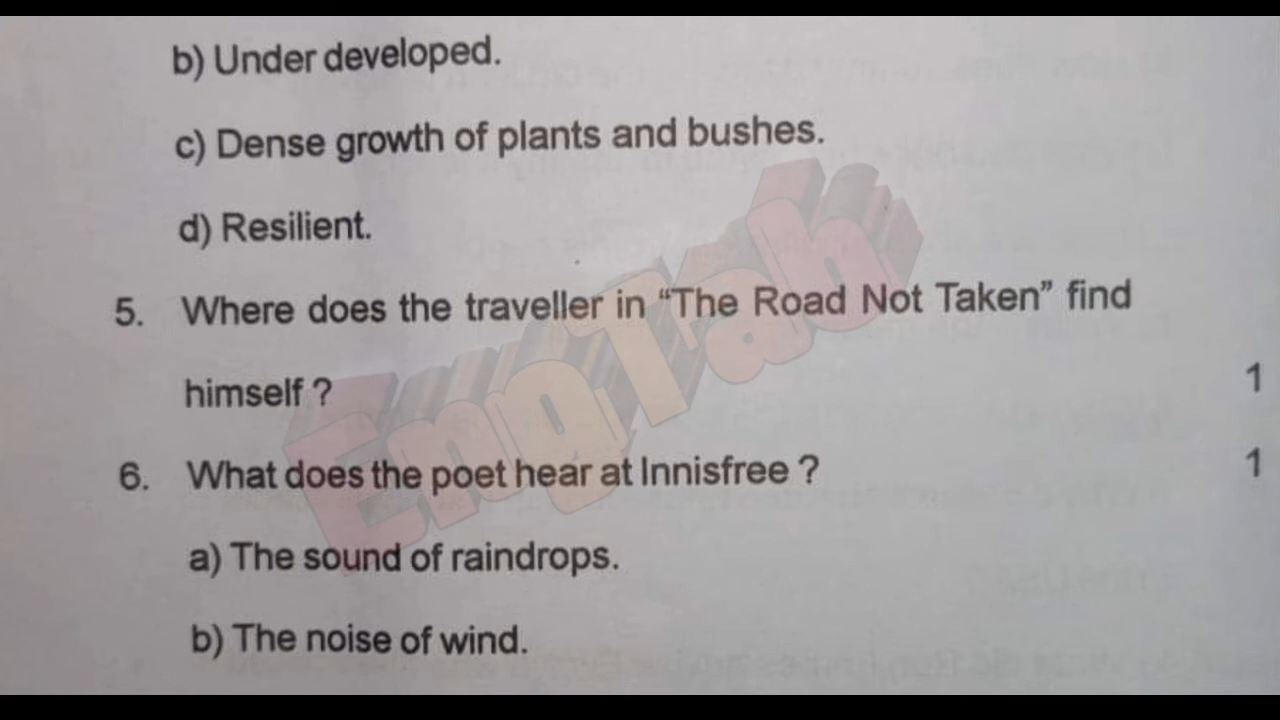 b) Under developed.
c) Dense growth of plants and bushes.
d) Resilient.
5. Where does the traveller in “The Road Not Taken” find
himself ? 1
6. What does the poet hear at Innisfree ? 1
a) The sound of raindrops.
b) The noise of wind.
EngTab